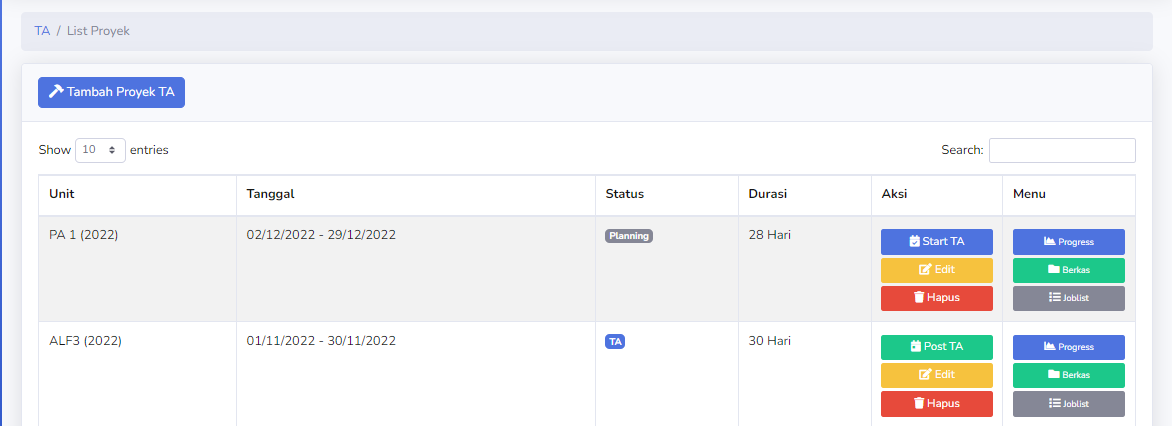 TA / List Proyek
Tambah Proyek TA
Show 10 entries
Search:
Unit Tanggal Status Durasi Aksi Menu
PA 1 (2022) 02/12/2022 - 29/12/2022 Planning 28 Hari Start TA Progress
Edit Berkas
Hapus Joblist
ALF3 (2022) 01/11/2022 - 30/11/2022 TA 30 Hari Post TA Progress
Edit Berkas
Hapus Joblist